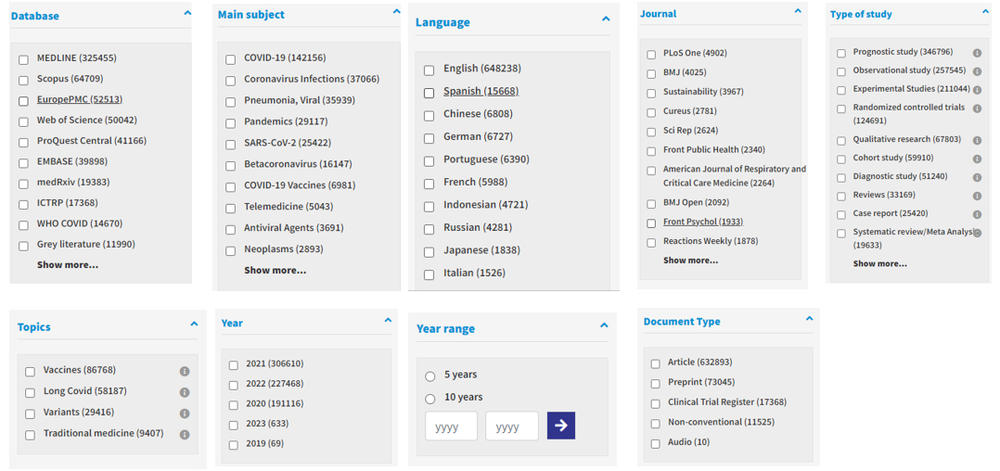 Database
MEDLINE (325455)
Scopus (64709)
EuropePMC (52513)
Web of Science (50042)
ProQuest Central (41166)
EMBASE (39898)
medRxiv (19383)
ICTRP (17368)
WHO COVID (14670)
Grey literature (11990)
Show more...
Main subject
COVID-19 (142156)
Coronavirus Infections (37066)
Pneumonia, Viral (35939)
Pandemics (29117)
SARS-CoV-2 (25422)
Betacoronavirus (16147)
COVID-19 Vaccines (6981)
Telemedicine (5043)
Antiviral Agents (3691)
Neoplasms (2893)
Show more...
Language
English (648238)
Spanish (15668)
Chinese (6808)
German (6727)
Portuguese (6390)
French (5988)
Indonesian (4721)
Russian (4281)
Japanese (1838)
Italian (1526)
Journal
PLoS One (4902)
BMJ (4025)
Sustainability (3967)
Cureus (2781)
Sci Rep (2624)
Front Public Health (2340)
American Journal of Respiratory and
Critical Care Medicine (2264)
BMJ Open (2092)
Front Psychol (1933)
Reactions Weekly (1878)
Show more...
Type of study
Prognostic study (346796)
Observational study (257545)
Experimental Studies (211044)
Randomized controlled trials
(124691)
Qualitative research (67803)
Cohort study (59910)
Diagnostic study (51240)
Reviews (33169)
Case report (25420)
Systematic review/Meta Analysis
(19633)
Show more...
Topics
Vaccines (86768)
Long Covid (58187)
Variants (29416)
Traditional medicine (9407)
Year
2021 (306610)
2022 (227468)
2020 (191116)
2023 (633)
2019 (69)
Year range
5 years
10 years
yyyy yyyy
Document Type
Article (632893)
Preprint (73045)
Clinical Trial Register (17368)
Non-conventional (11525)
Audio (10)